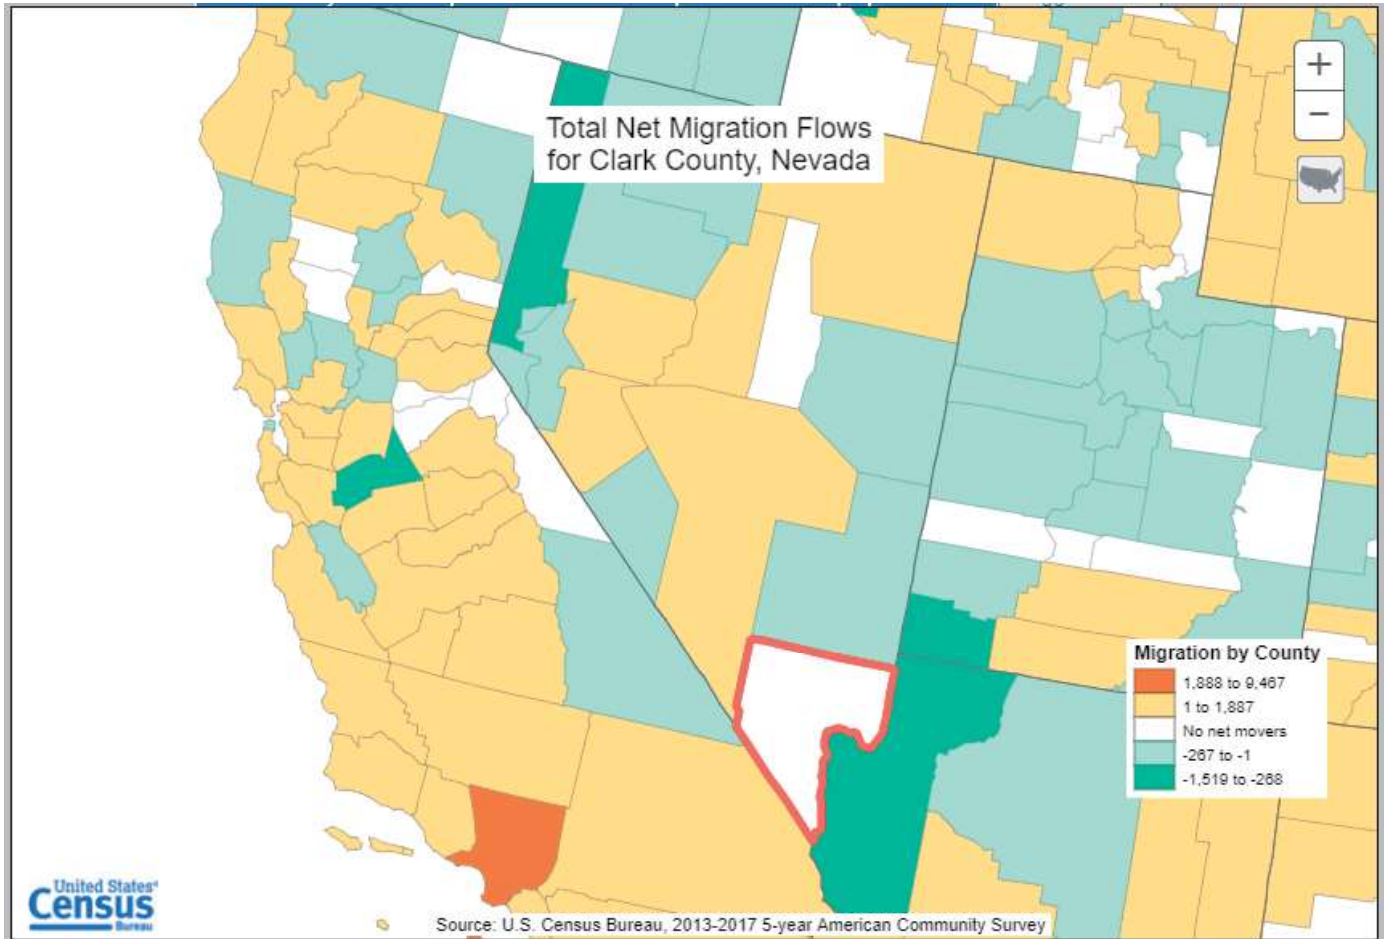 Total Net Migration Flows
for Clark County, Nevada
+
−
Migration by County
1,888 to 9,467
1 to 1,887
No net movers
-267 to -1
-1,519 to -268
United States®
Census
Bureau
Source: U.S. Census Bureau, 2013-2017 5-year American Community Survey